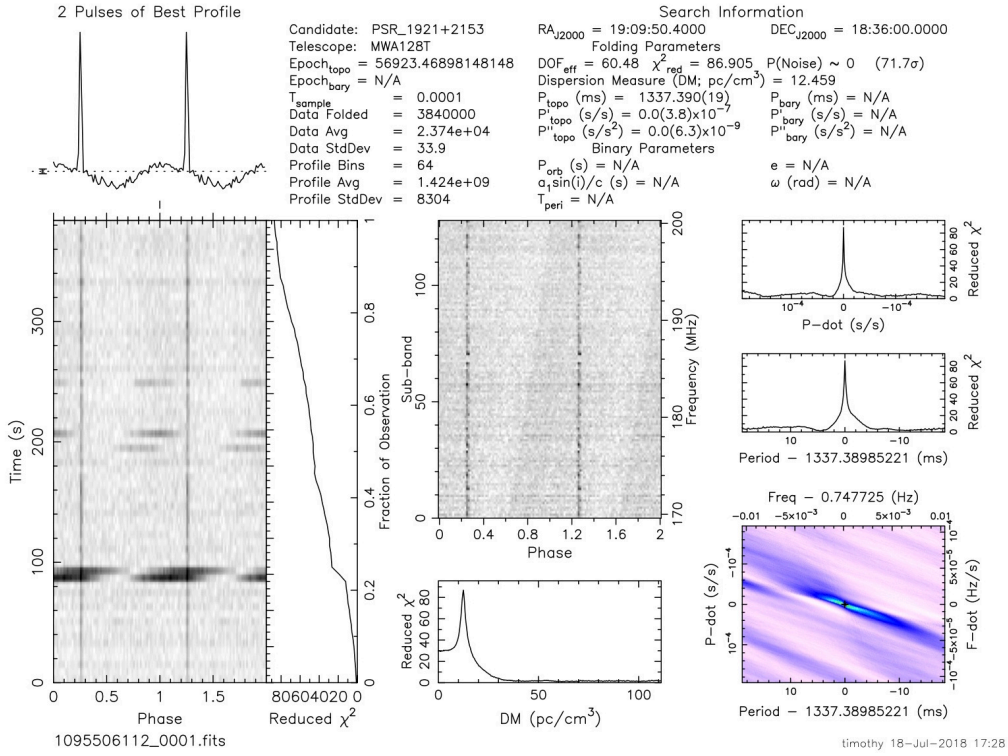 2 Pulses of Best Profile
Search Information
Candidate: PSR_1921+2153
Telescope: MWA128T
Epoch_topo = 56923.46898148148
Epoch_bary = N/A
T_sample = 0.0001
Data Folded = 3840000
Data Avg = 2.374e+04
Data StdDev = 33.9
Profile Bins = 64
Profile Avg = 1.424e+09
Profile StdDev = 8304
RA_J2000 = 19:09:50.4000 DEC_J2000 = 18:36:00.0000
Folding Parameters
DOF_eff = 60.48 χ²_red = 86.905 P(Noise) ~ 0 (71.7σ)
Dispersion Measure (DM; pc/cm³) = 12.459
P_topo (ms) = 1337.390(19) P_bary (ms) = N/A
P'_topo (s/s) = 0.0(3.8)x10⁻⁷ P'_bary (s/s) = N/A
P''_topo (s/s²) = 0.0(6.3)x10⁻⁹ P''_bary (s/s²) = N/A
Binary Parameters
P_orb (s) = N/A e = N/A
a₁sin(i)/c (s) = N/A ω (rad) = N/A
T_peri = N/A
Time (s)
0 100 200 300
0 0.5 1 1.5
Phase
Fraction of Observation
0 0.2 0.4 0.6 0.8 1
80 60 40 20 0
Reduced χ²
Sub-band
0 50 100
Frequency (MHz)
170 180 190 200
0 0.4 0.8 1.2 1.6 2
Phase
Reduced χ²
0 20 40 60 80
0 50 100
DM (pc/cm³)
Reduced χ²
0 20 40 60 80
10⁻⁴ 0 −10⁻⁴
P-dot (s/s)
Reduced χ²
0 20 40 60 80
10 0 −10
Period − 1337.38985221 (ms)
Freq − 0.747725 (Hz)
−0.01 −5×10⁻³ 0 5×10⁻³ 0.01
P-dot (s/s)
−10⁻⁴ 0 10⁻⁴
F-dot (Hz/s)
−10⁻⁴ −5×10⁻⁵ 0 5×10⁻⁵ 10⁻⁴
10 0 −10
Period − 1337.38985221 (ms)
1095506112_0001.fits
timothy 18-Jul-2018 17:28